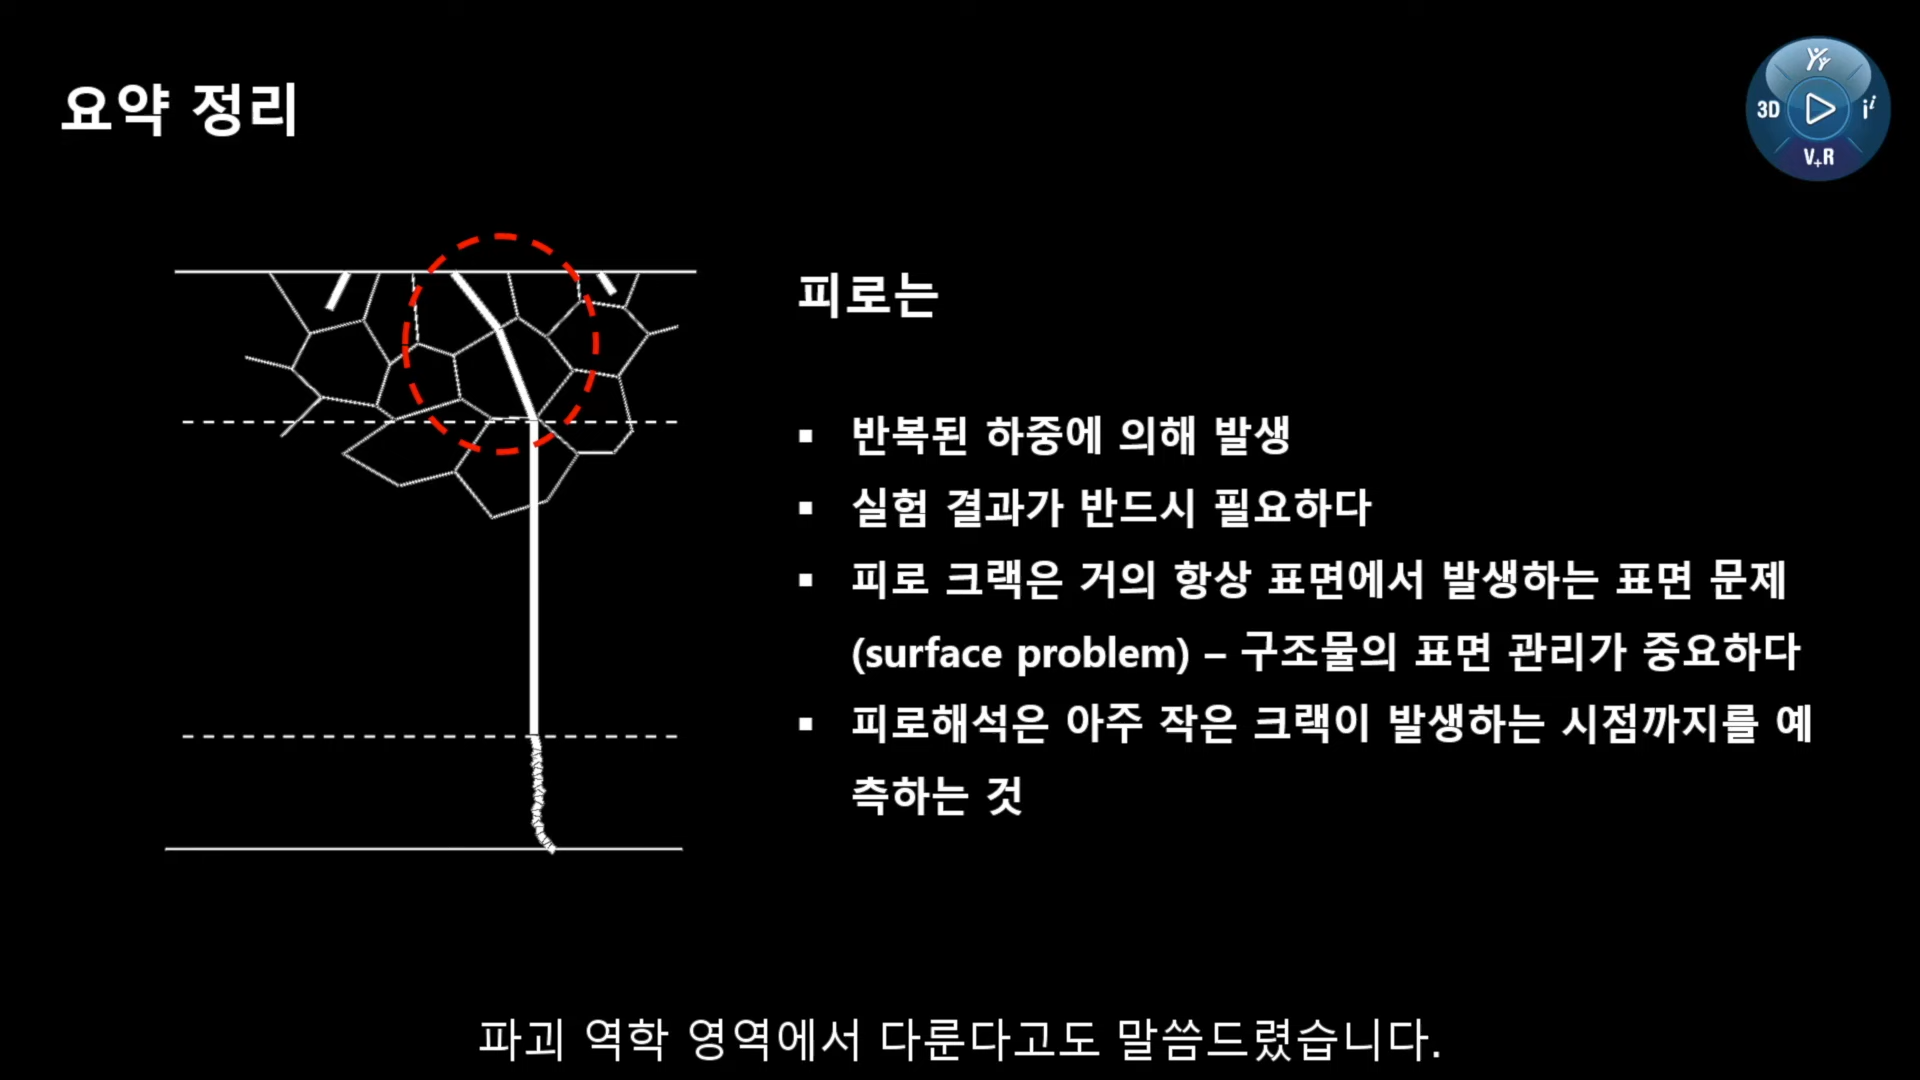 요약 정리
3D
V+R
피로는
▪ 반복된 하중에 의해 발생
▪ 실험 결과가 반드시 필요하다
▪ 피로 크랙은 거의 항상 표면에서 발생하는 표면 문제
(surface problem) – 구조물의 표면 관리가 중요하다
▪ 피로해석은 아주 작은 크랙이 발생하는 시점까지를 예
측하는 것
파괴 역학 영역에서 다룬다고도 말씀드렸습니다.